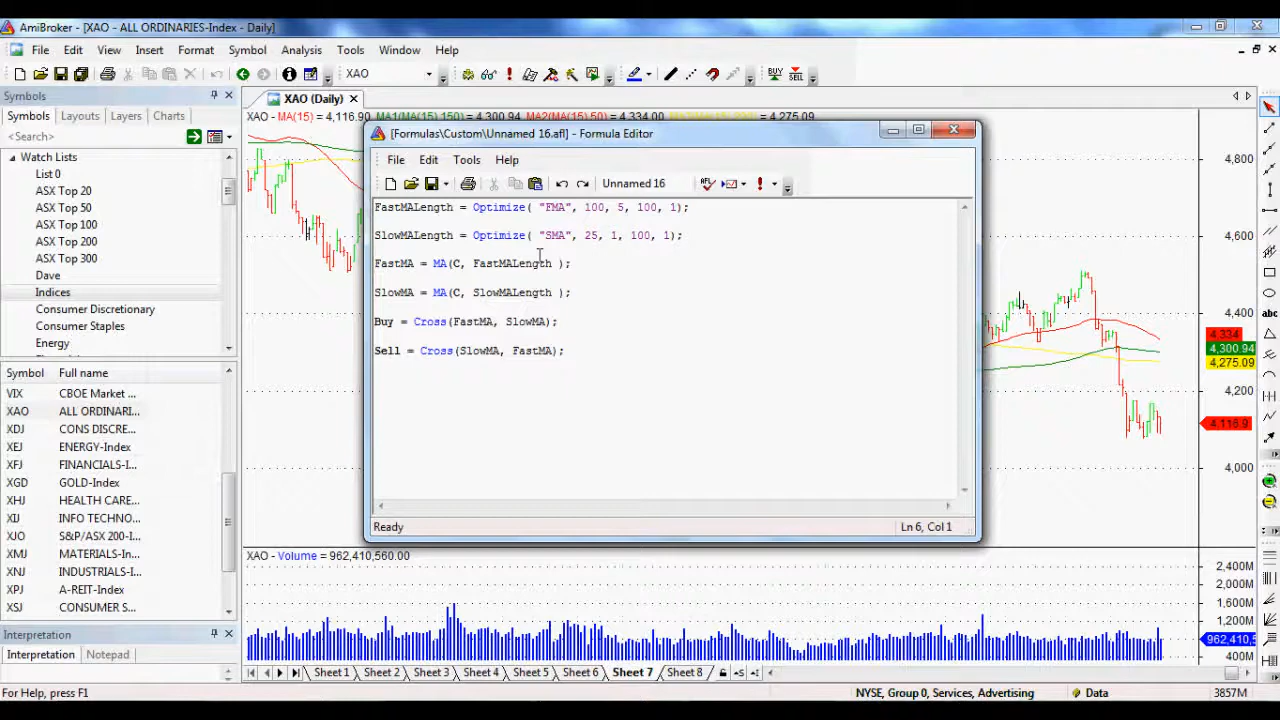 AmiBroker - [XAO - ALL ORDINARIES-Index - Daily]
File Edit View Insert Format Symbol Analysis Tools Window Help
XAO
BUY SELL
Symbols
Symbols Layouts Layers Charts
<Search>
Watch Lists
List 0
ASX Top 20
ASX Top 50
ASX Top 100
ASX Top 200
ASX Top 300
Dave
Indices
Consumer Discretionary
Consumer Staples
Energy
Symbol Full name
VIX CBOE Market ...
XAO ALL ORDINARI...
XDJ CONS DISCRE...
XEJ ENERGY-Index
XFJ FINANCIALS-I...
XGD GOLD-Index
XHJ HEALTH CARE...
XIJ INFO TECHNO...
XJO S&P/ASX 200-I...
XMJ MATERIALS-In...
XNJ INDUSTRIALS-I...
XPJ A-REIT-Index
XSJ CONSUMER S...
Interpretation
Interpretation Notepad
XAO (Daily)
XAO - MA(15) = 4,116.90, MA1(MA(15),150) = 4,300.94, MA2(MA(15),50) = 4,334.00, = 4,275.09
[Formulas\Custom\Unnamed 16.afl] - Formula Editor
File Edit Tools Help
Unnamed 16
FastMALength = Optimize( "FMA", 100, 5, 100, 1);
SlowMALength = Optimize( "SMA", 25, 1, 100, 1);
FastMA = MA(C, FastMALength );
SlowMA = MA(C, SlowMALength );
Buy = Cross(FastMA, SlowMA);
Sell = Cross(SlowMA, FastMA);
Ready Ln 6, Col 1
4,800
4,600
4,400
4,334
4,300.94
4,275.09
4,200
4,116.9
4,000
XAO - Volume = 962,410,560.00
2,400M
2,000M
1,600M
1,200M
962,410,5
400M
Sheet 1 Sheet 2 Sheet 3 Sheet 4 Sheet 5 Sheet 6 Sheet 7 Sheet 8
abc
For Help, press F1 NYSE, Group 0, Services, Advertising Data 3857M